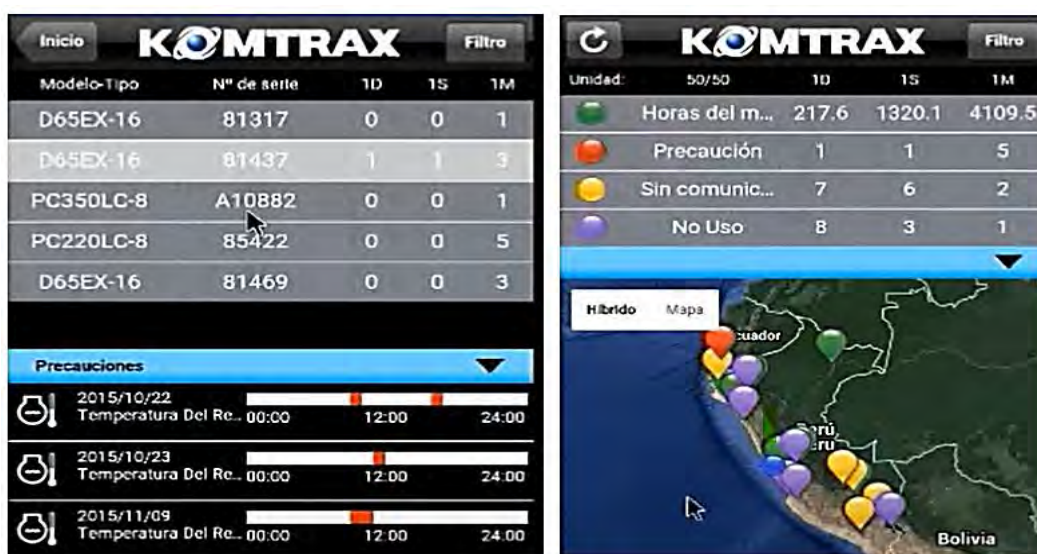 Inicio KOMTRAX Filtro
Modelo-Tipo Nº de serie 1D 1S 1M
D65EX-16 81317 0 0 1
D65EX-16 81437 1 1 3
PC350LC-8 A10882 0 0 1
PC220LC-8 85422 0 0 5
D65EX-16 81469 0 0 3
Precauciones
2015/10/22
Temperatura Del Re... 00:00 12:00 24:00
2015/10/23
Temperatura Del Re... 00:00 12:00 24:00
2015/11/09
Temperatura Del Re... 00:00 12:00 24:00
KOMTRAX Filtro
Unidad: 50/50 1D 1S 1M
Horas del m... 217.6 1320.1 4109.5
Precaución 1 1 5
Sin comunic... 7 6 2
No Uso 8 3 1
Híbrido Mapa
cuador
Perú
Bolivia